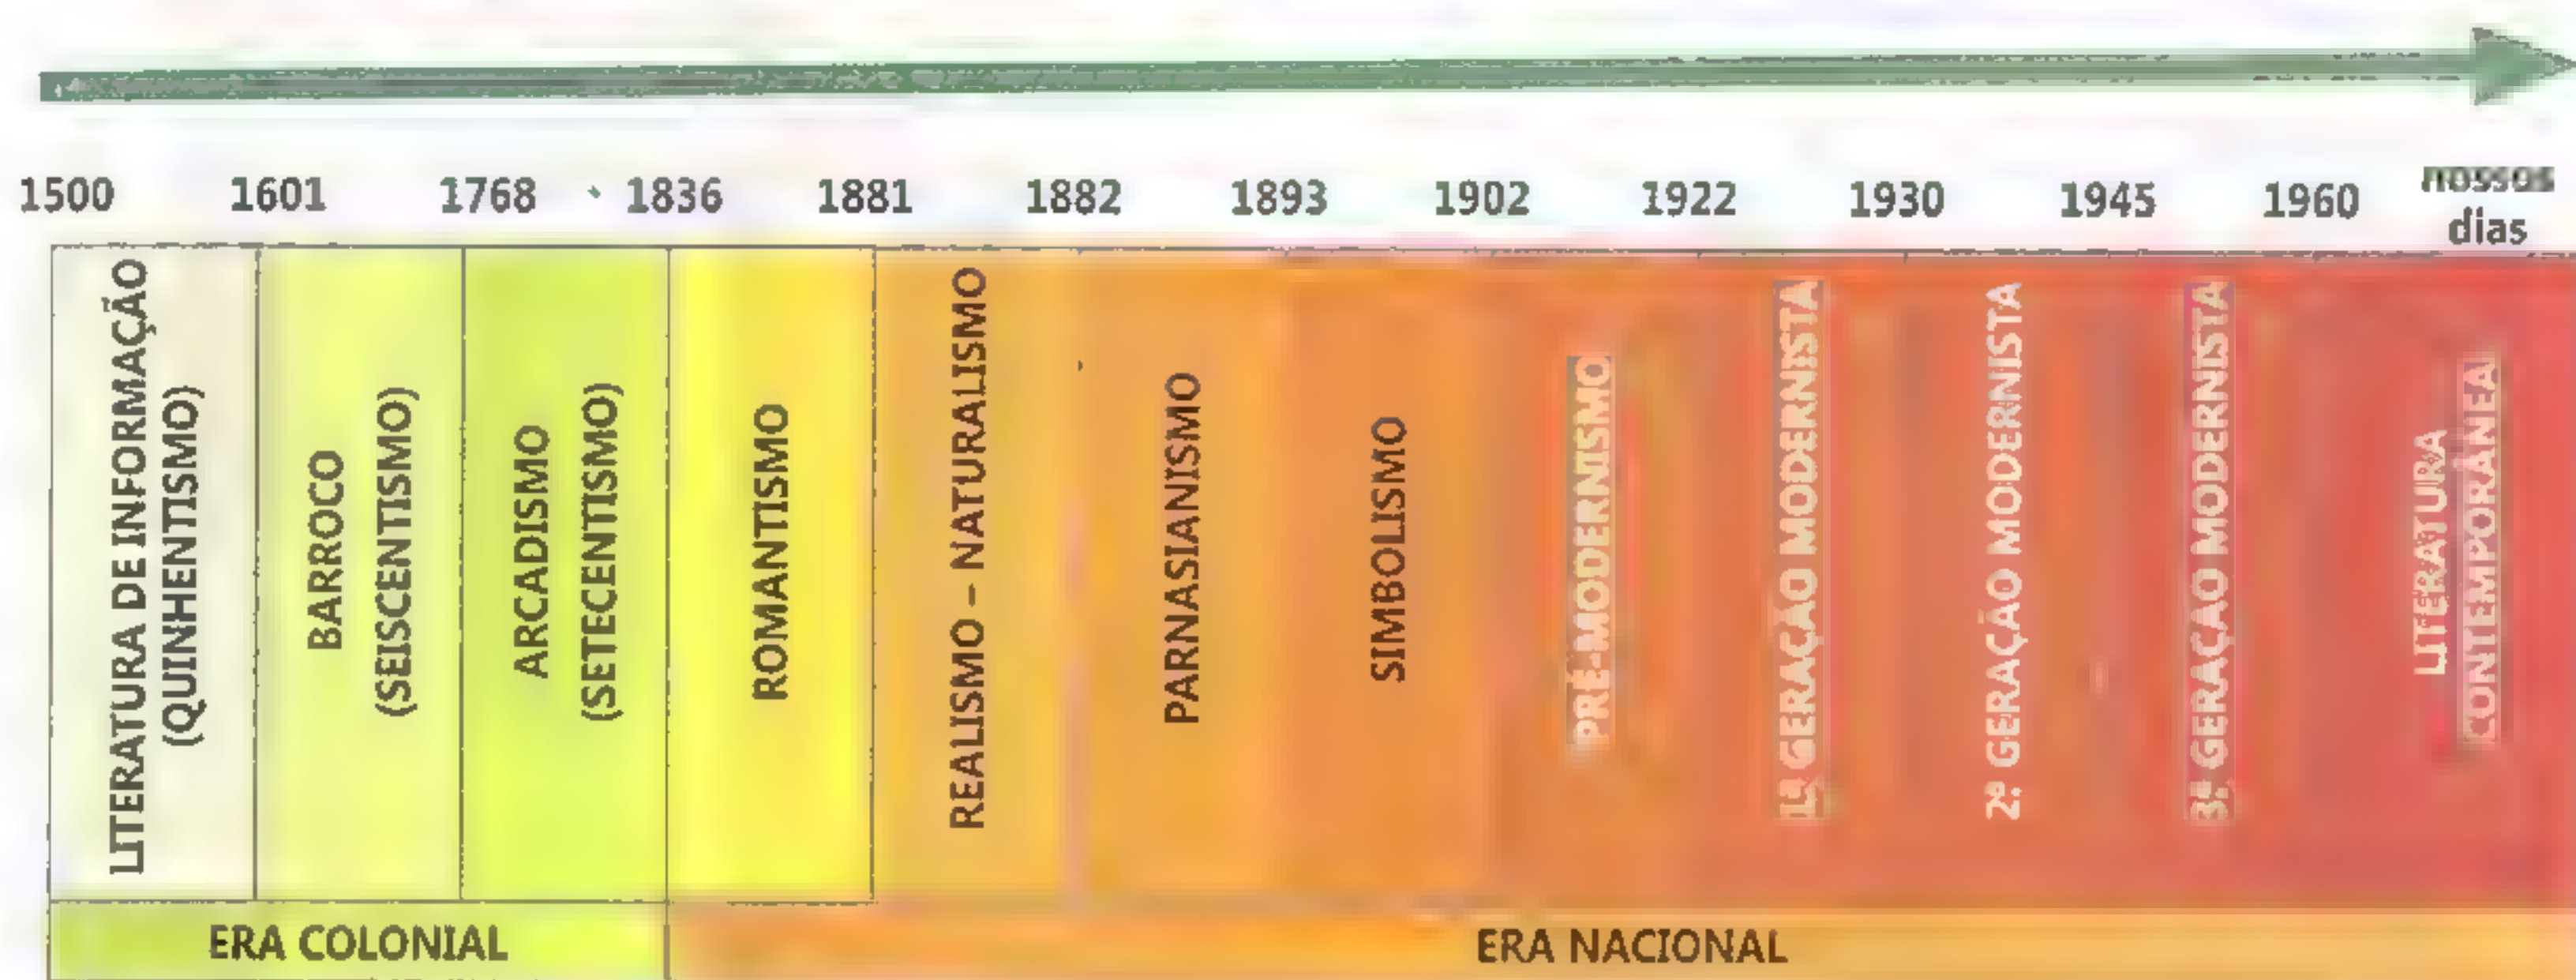 1500 1601 1768 1836 1881 1882 1893 1902 1922 1930 1945 1960 nossos
dias
LITERATURA DE INFORMAÇÃO
(QUINHENTISMO)
BARROCO
(SEISCENTISMO)
ARCADISMO
(SETECENTISMO)
ROMANTISMO
REALISMO – NATURALISMO
PARNASIANISMO
SIMBOLISMO
PRÉ-MODERNISMO
1ª GERAÇÃO MODERNISTA
2ª GERAÇÃO MODERNISTA
3ª GERAÇÃO MODERNISTA
LITERATURA
CONTEMPORÂNEA
ERA COLONIAL
ERA NACIONAL